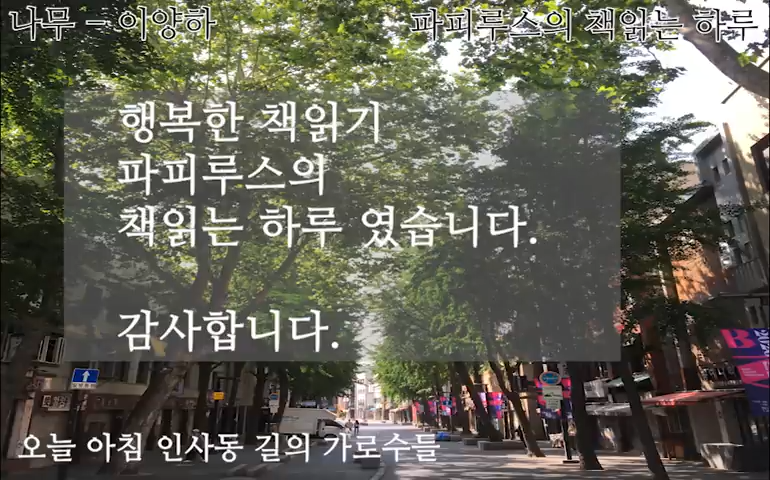 나무 - 이양하
파피루스의 책읽는 하루
행복한 책읽기
파피루스의
책읽는 하루 였습니다.
감사합니다.
오늘 아침 인사동 길의 가로수들